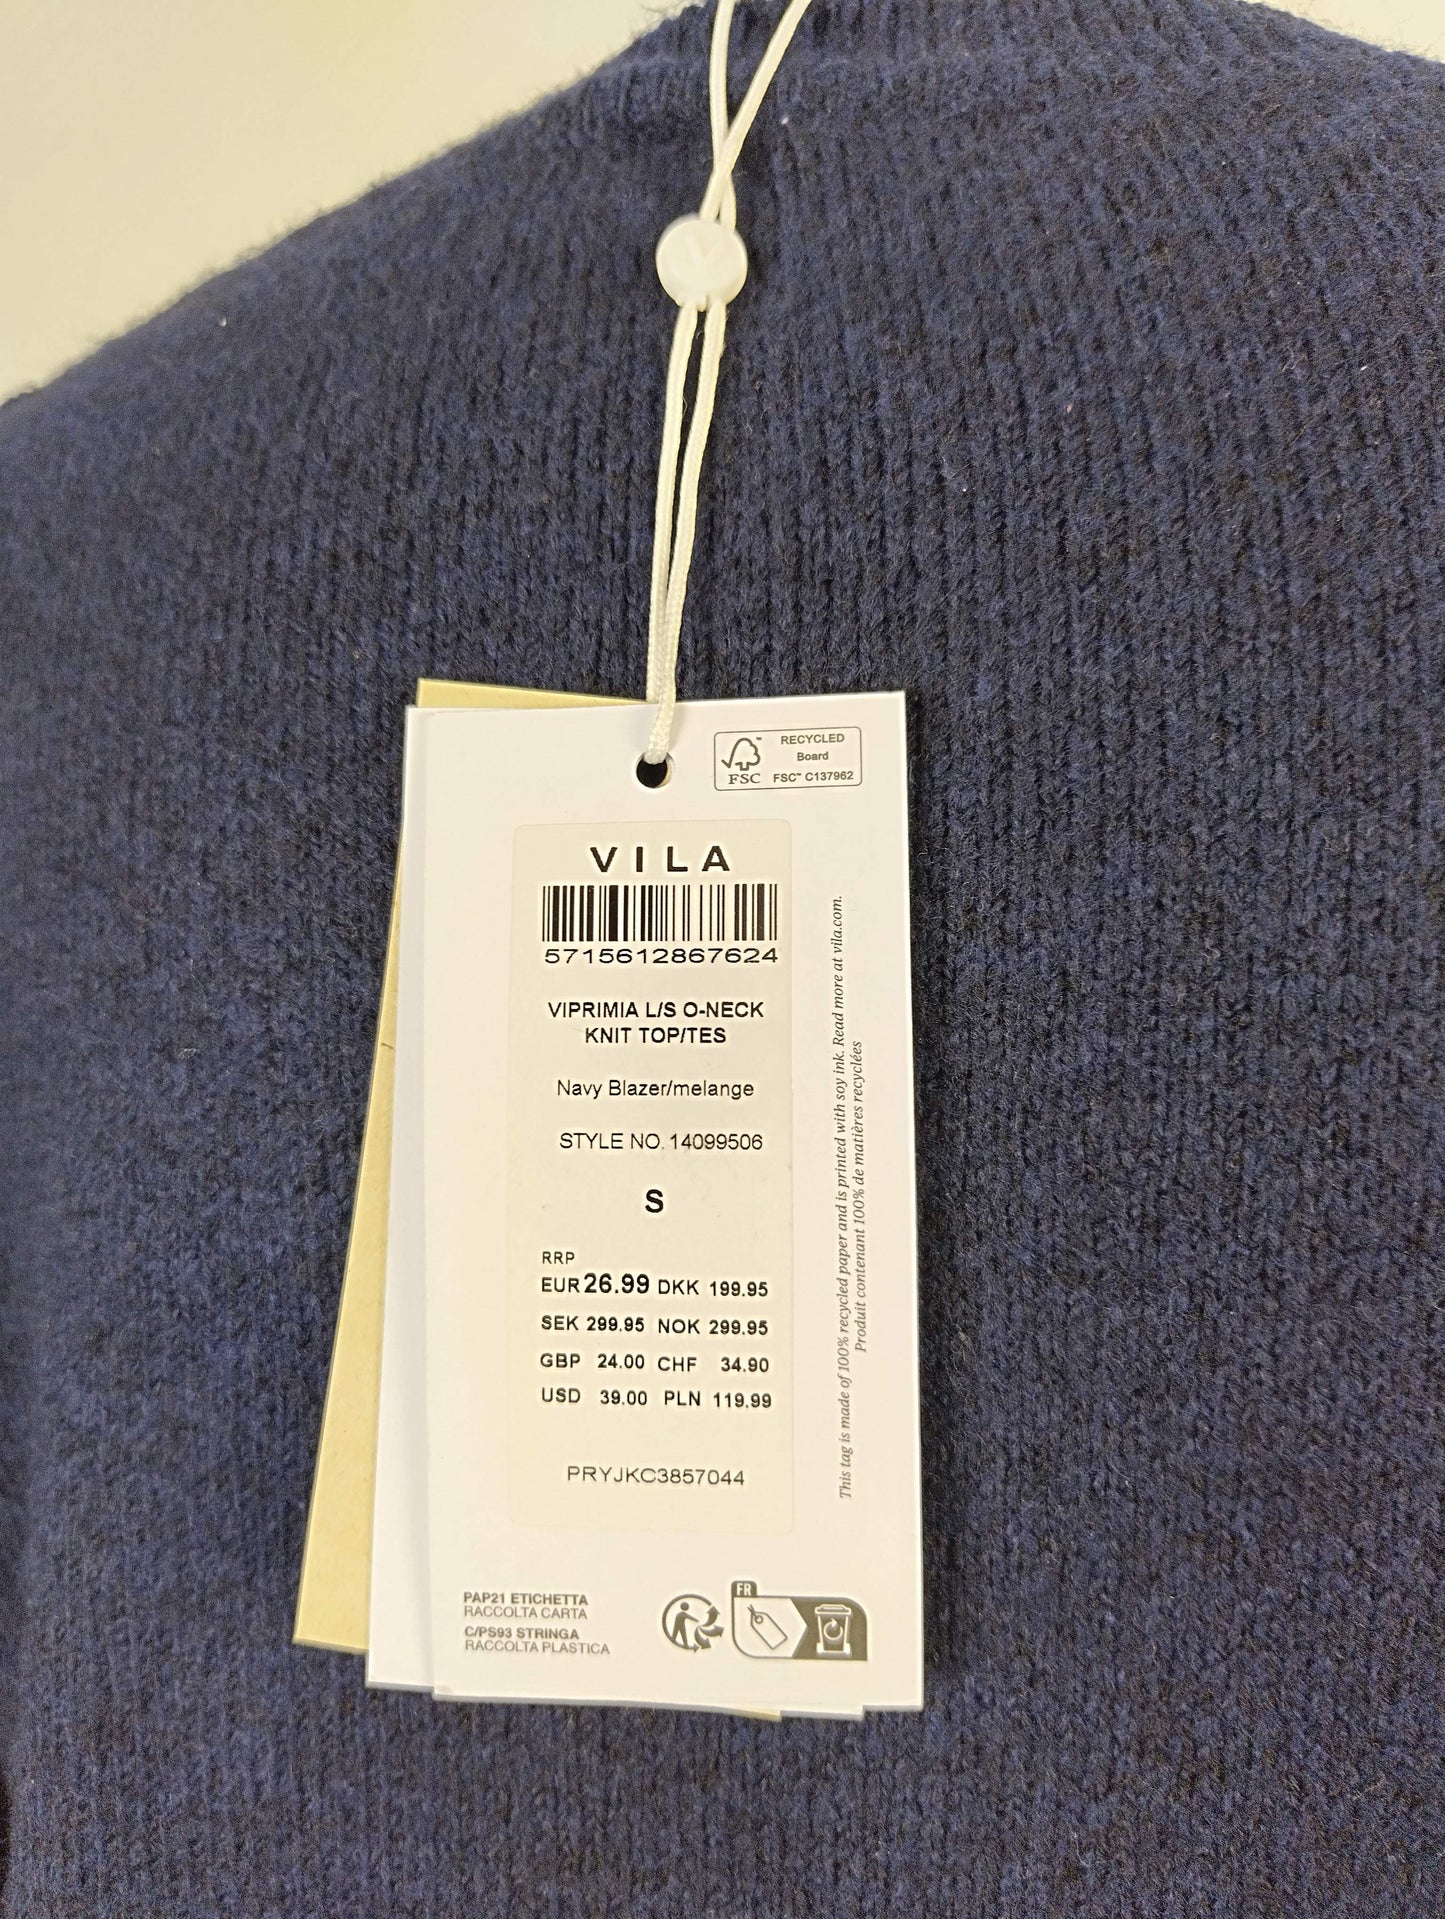 FSC™
RECYCLED
Board
FSC™ C137962
VILA
5715612867624
VIPRIMIA L/S O-NECK
KNIT TOP/TES
Navy Blazer/melange
STYLE NO. 14099506
S
RRP
EUR 26.99 DKK 199.95
SEK 299.95 NOK 299.95
GBP 24.00 CHF 34.90
USD 39.00 PLN 119.99
PRYJKC3857044
This tag is made of 100% recycled paper and is printed with soy ink. Read more at vila.com.
Produit contenant 100% de matières recyclées
PAP21 ETICHETTA
RACCOLTA CARTA
C/PS93 STRINGA
RACCOLTA PLASTICA
FR